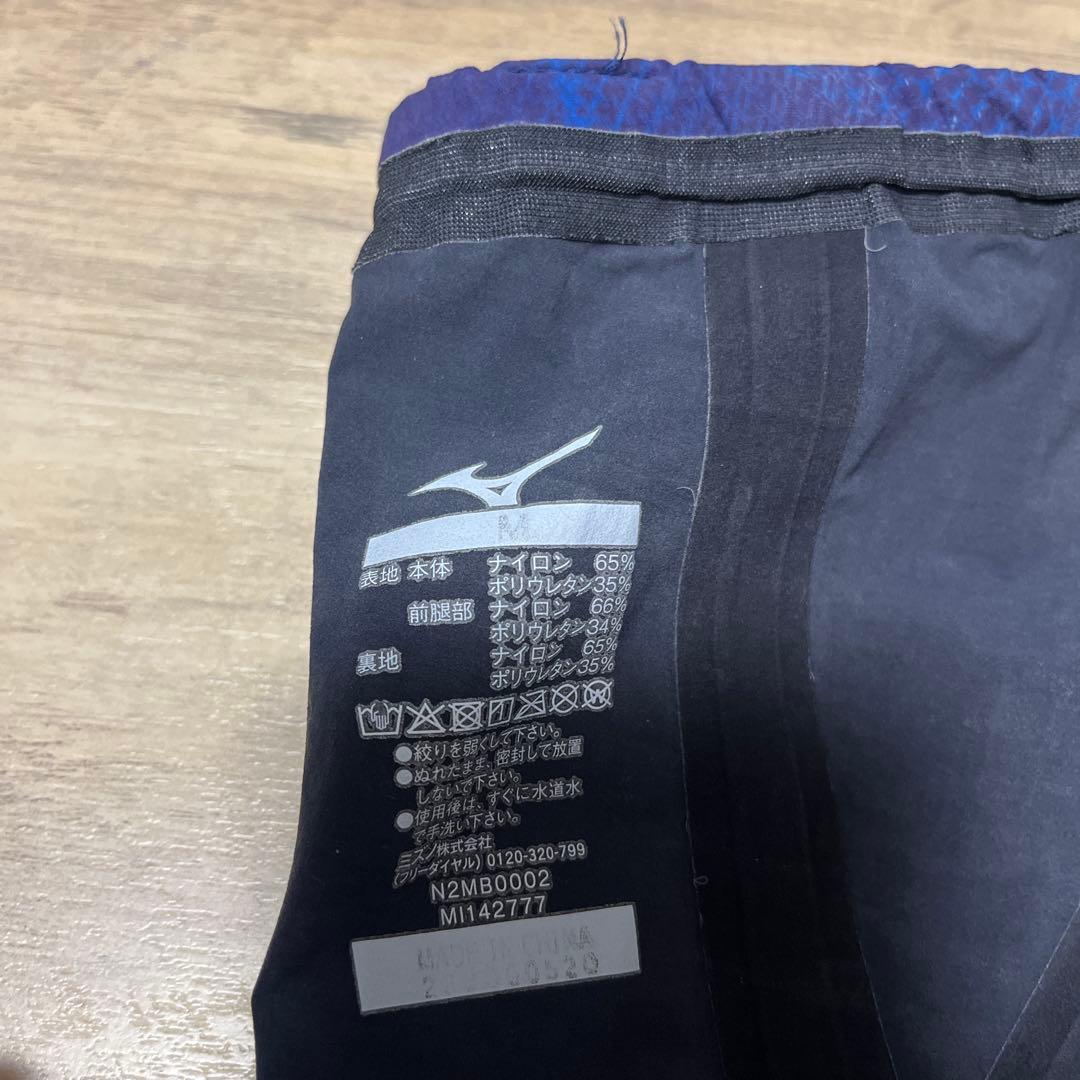 M
表地 本体 ナイロン 65%
ポリウレタン35%
前腿部 ナイロン 66%
ポリウレタン34%
裏地 ナイロン 65%
ポリウレタン35%
●絞りを弱くして下さい。
●ぬれたまま、密封して放置
しないで下さい。
●使用後は、すぐに水道水
で手洗い下さい。
ミズノ株式会社
(フリーダイヤル) 0120-320-799
N2MB0002
MI142777
MADE IN CHINA